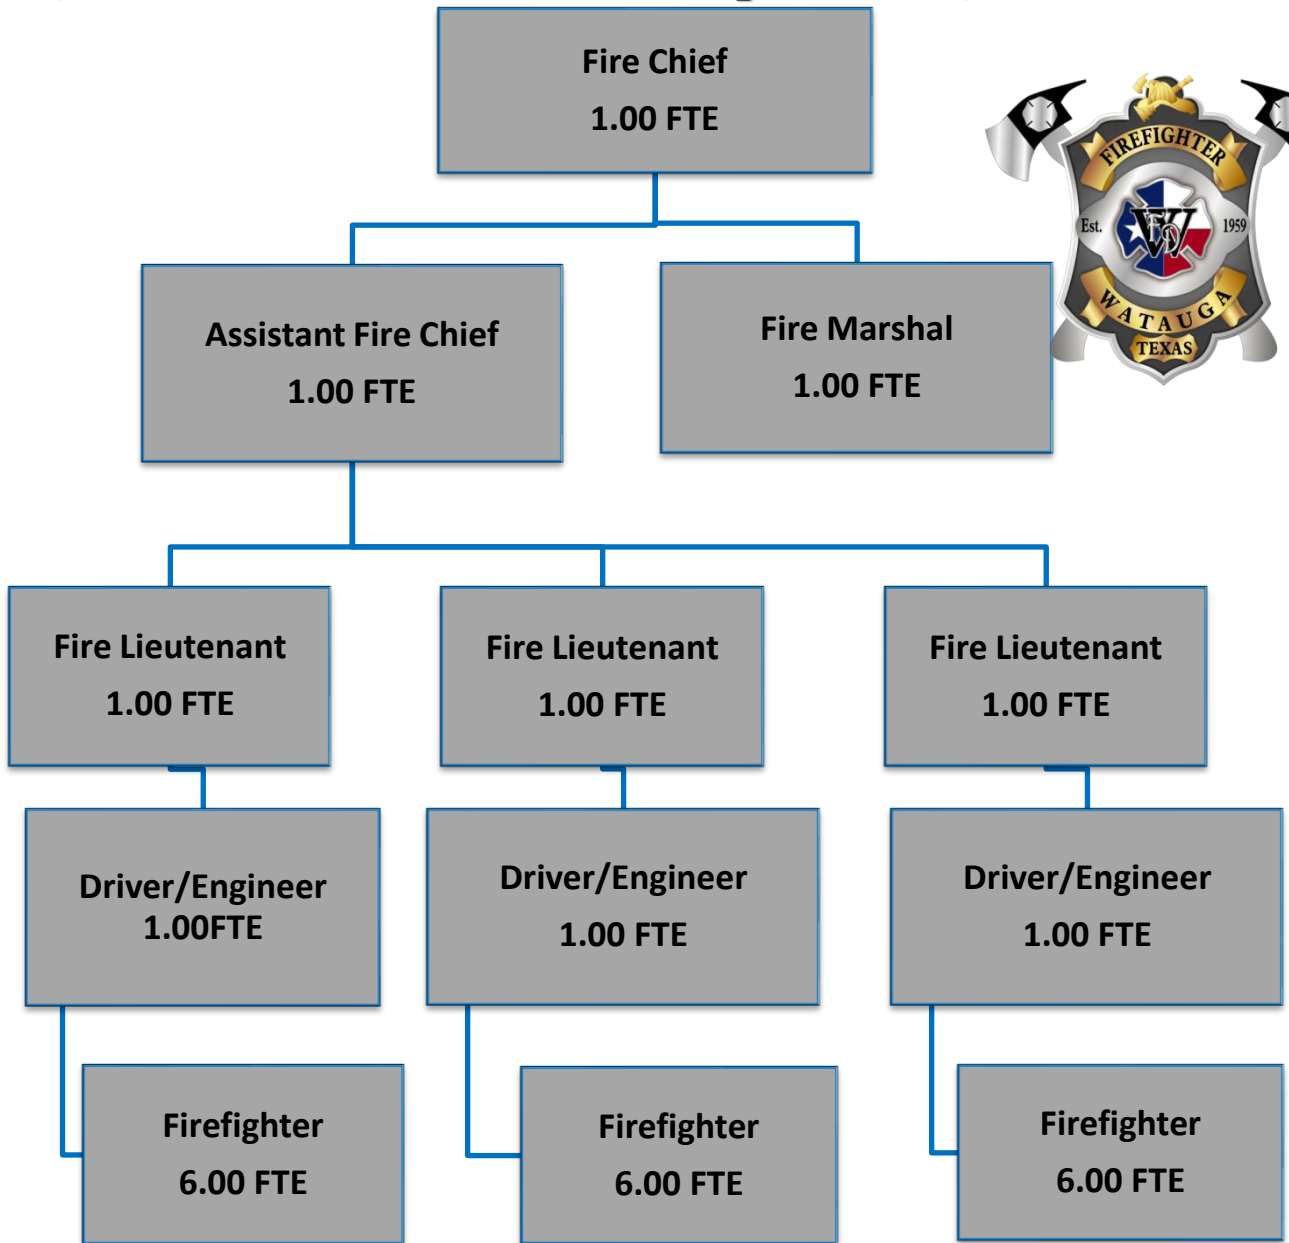 Fire Chief
1.00 FTE
FIREFIGHTER
Est.
1959
WATAUGA
TEXAS
Assistant Fire Chief
1.00 FTE
Fire Marshal
1.00 FTE
Fire Lieutenant
1.00 FTE
Fire Lieutenant
1.00 FTE
Fire Lieutenant
1.00 FTE
Driver/Engineer
1.00FTE
Driver/Engineer
1.00 FTE
Driver/Engineer
1.00 FTE
Firefighter
6.00 FTE
Firefighter
6.00 FTE
Firefighter
6.00 FTE